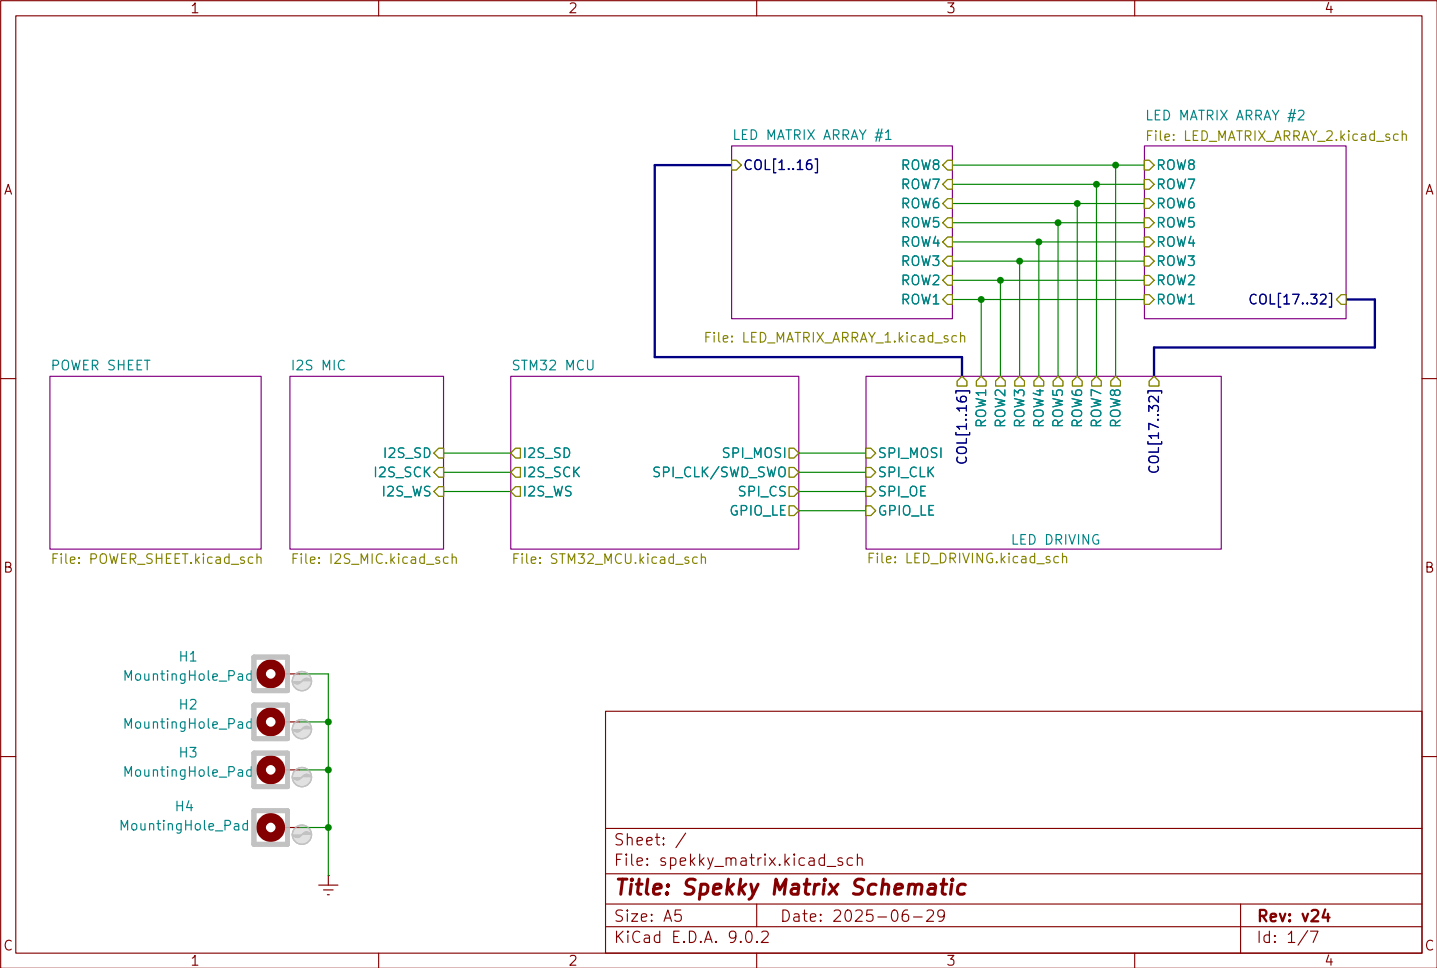 1 2 3 4
LED MATRIX ARRAY #2
LED MATRIX ARRAY #1
File: LED_MATRIX_ARRAY_2.kicad_sch
COL[1..16] ROW8 ROW8
A ROW7 ROW7 A
ROW6 ROW6
ROW5 ROW5
ROW4 ROW4
ROW3 ROW3
ROW2 ROW2
ROW1 ROW1 COL[17..32]
File: LED_MATRIX_ARRAY_1.kicad_sch
POWER SHEET I2S MIC STM32 MCU
COL[1..16] ROW1 ROW2 ROW3 ROW4 ROW5 ROW6 ROW7 ROW8 COL[17..32]
I2S_SD I2S_SD SPI_MOSI SPI_MOSI
I2S_SCK I2S_SCK SPI_CLK/SWD_SWO SPI_CLK
I2S_WS I2S_WS SPI_CS SPI_OE
GPIO_LE GPIO_LE
LED DRIVING
File: POWER_SHEET.kicad_sch File: I2S_MIC.kicad_sch File: STM32_MCU.kicad_sch File: LED_DRIVING.kicad_sch
B B
H1
MountingHole_Pad
H2
MountingHole_Pad
H3
MountingHole_Pad
H4
MountingHole_Pad
Sheet: /
File: spekky_matrix.kicad_sch
Title: Spekky Matrix Schematic
Size: A5 Date: 2025-06-29 Rev: v24
KiCad E.D.A. 9.0.2 Id: 1/7
C C
1 2 3 4